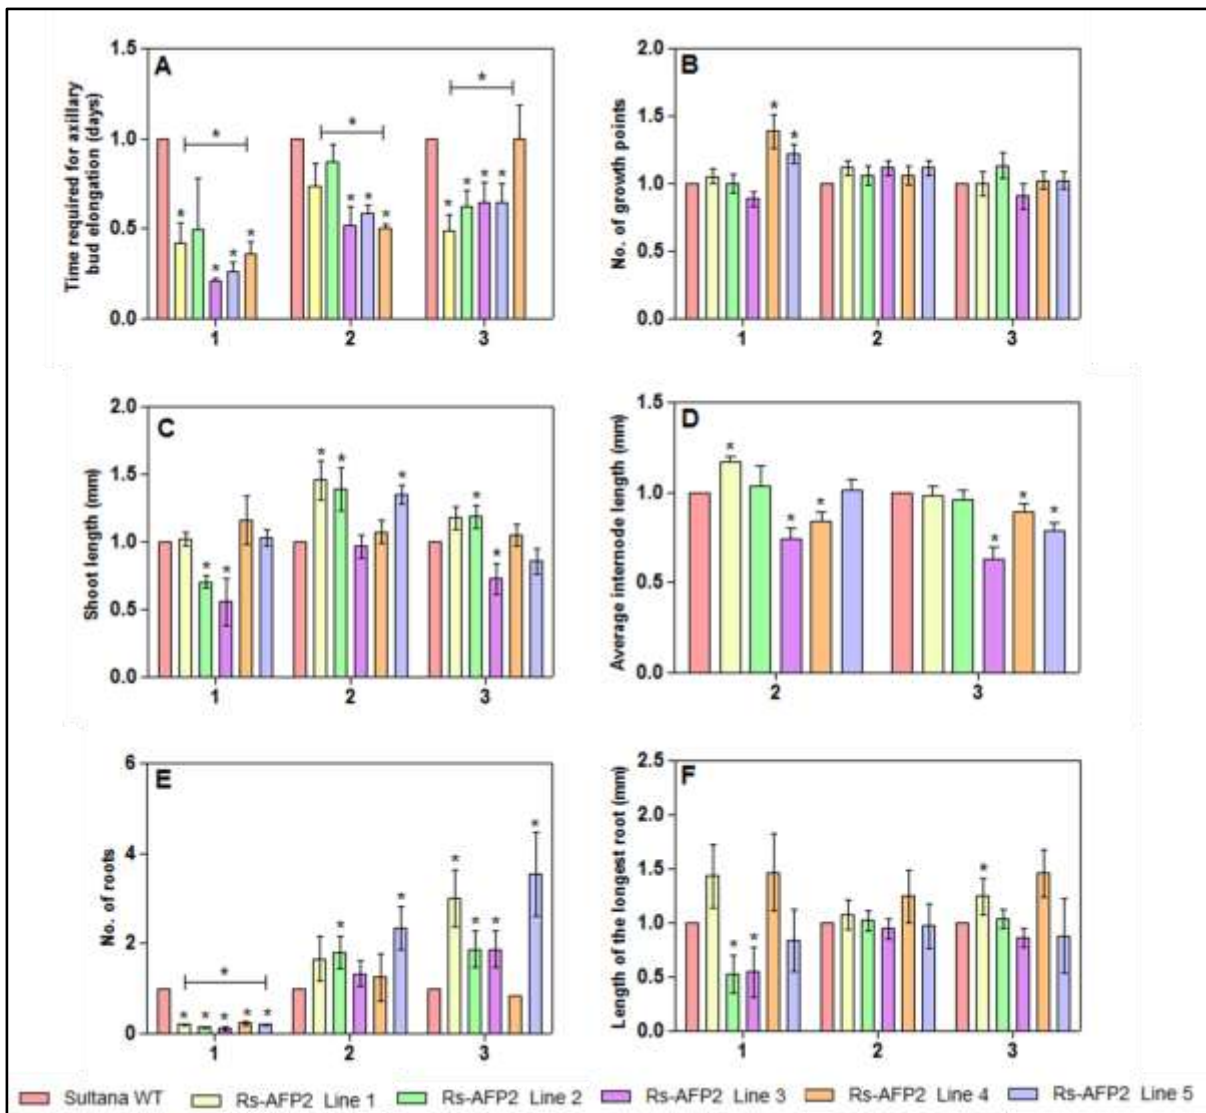 A
Time required for axillary
bud elongation (days)
1.5
1.0
0.5
0.0
*
*
*
* * * *
* * *
* * * *
1 2 3
B
No. of growth points
2.0
1.5
1.0
0.5
0.0
* *
1 2 3
C
Shoot length (mm)
2.0
1.5
1.0
0.5
0.0
* *
* * *
* *
1 2 3
D
Average internode length (mm)
1.5
1.0
0.5
0.0
* * *
* * *
2 3
E
No. of roots
6
4
2
0
*
* * * * *
* *
* * * *
1 2 3
F
Length of the longest root (mm)
2.5
2.0
1.5
1.0
0.5
0.0
* *
*
1 2 3
Sultana WT Rs-AFP2 Line 1 Rs-AFP2 Line 2 Rs-AFP2 Line 3 Rs-AFP2 Line 4 Rs-AFP2 Line 5